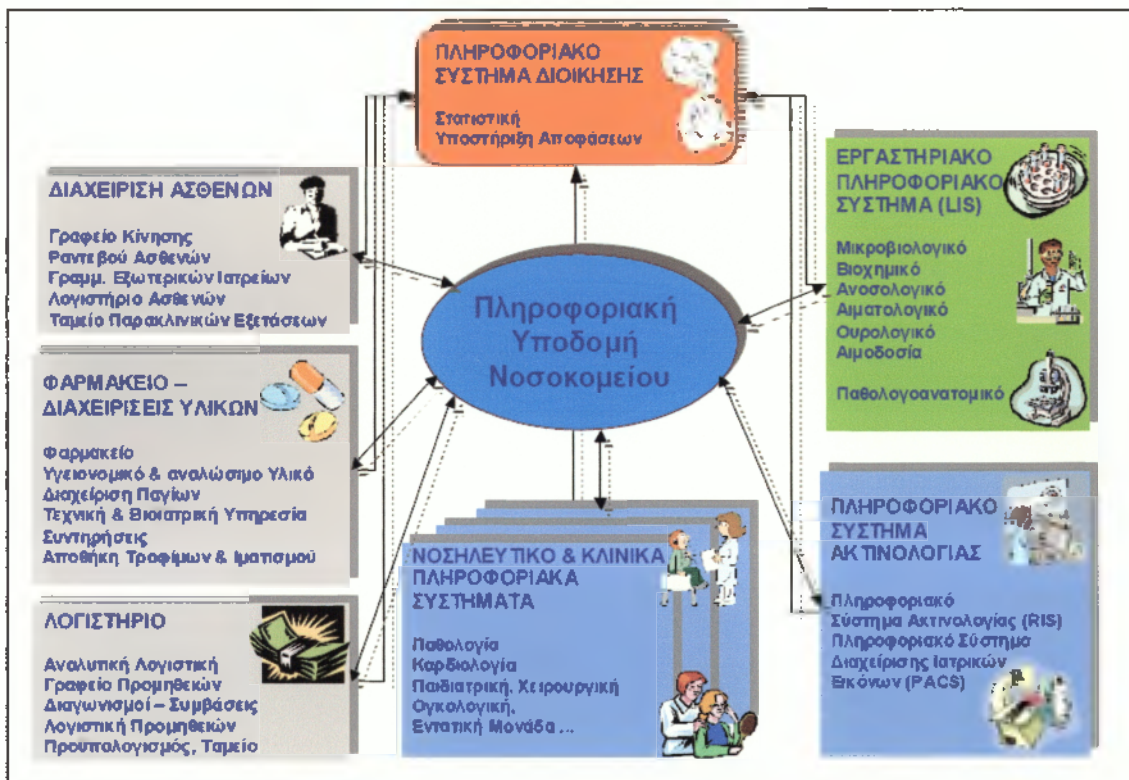 ΠΛΗΡΟΦΟΡΙΑΚΟ
ΣΥΣΤΗΜΑ ΔΙΟΙΚΗΣΗΣ
Στατιστική
Υποστήριξη Αποφάσεων
ΔΙΑΧΕΙΡΙΣΗ ΑΣΘΕΝΩΝ
Γραφείο Κίνησης
Ραντεβού Ασθενών
Γραμμ. Εξωτερικών Ιατρείων
Λογιστήριο Ασθενών
Ταμείο Παρακλινικών Εξετάσεων
ΦΑΡΜΑΚΕΙΟ –
ΔΙΑΧΕΙΡΙΣΕΙΣ ΥΛΙΚΩΝ
Φαρμακείο
Υγειονομικό & αναλώσιμο Υλικό
Διαχείριση Παγίων
Τεχνική & Βιοιατρική Υπηρεσία
Συντηρήσεις
Αποθήκη Τροφίμων & Ιματισμού
ΛΟΓΙΣΤΗΡΙΟ
Αναλυτική Λογιστική
Γραφείο Προμηθειών
Διαγωνισμοί – Συμβάσεις
Λογιστική Προμηθειών
Προϋπολογισμός, Ταμείο
Πληροφοριακή
Υποδομή
Νοσοκομείου
ΝΟΣΗΛΕΥΤΙΚΟ & ΚΛΙΝΙΚΑ
ΠΛΗΡΟΦΟΡΙΑΚΑ
ΣΥΣΤΗΜΑΤΑ
Παθολογία
Καρδιολογία
Παιδιατρική, Χειρουργική
Ογκολογική,
Εντατική Μονάδα ...
ΕΡΓΑΣΤΗΡΙΑΚΟ
ΠΛΗΡΟΦΟΡΙΑΚΟ
ΣΥΣΤΗΜΑ (LIS)
Μικροβιολογικό
Βιοχημικό
Ανοσολογικό
Αιματολογικό
Ουρολογικό
Αιμοδοσία
Παθολογοανατομικό
ΠΛΗΡΟΦΟΡΙΑΚΟ
ΣΥΣΤΗΜΑ
ΑΚΤΙΝΟΛΟΓΙΑΣ
Πληροφοριακό
Σύστημα Ακτινολογίας (RIS)
Πληροφοριακό Σύστημα
Διαχείρισης Ιατρικών
Εικόνων (PACS)